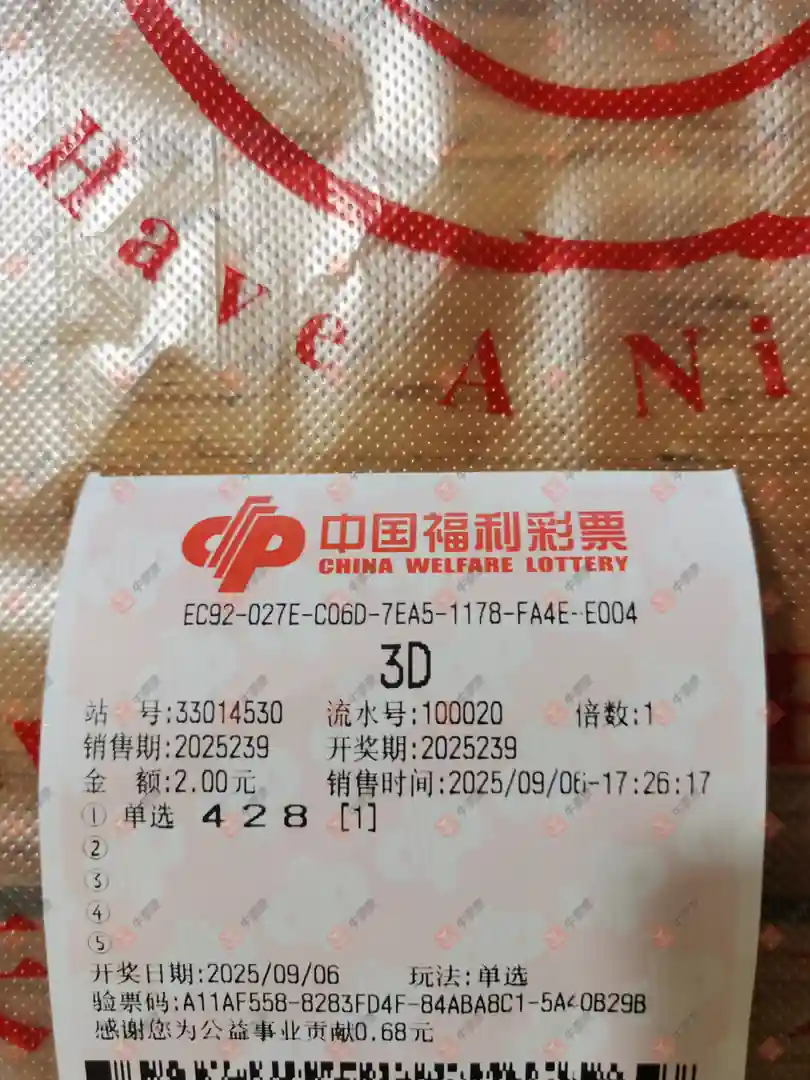 Have A Ni
中国福利彩票
CHINA WELFARE LOTTERY
EC92-027E-C06D-7EA5-1178-FA4E-E004
3D
站 号:33014530 流水号:100020 倍数:1
销售期:2025239 开奖期:2025239
金 额:2.00元 销售时间:2025/09/06-17:26:17
① 单选 4 2 8 [1]
②
③
④
⑤
开奖日期:2025/09/06 玩法:单选
验票码:A11AF558-8283FD4F-84ABA8C1-5A40B29B
感谢您为公益事业贡献0.68元